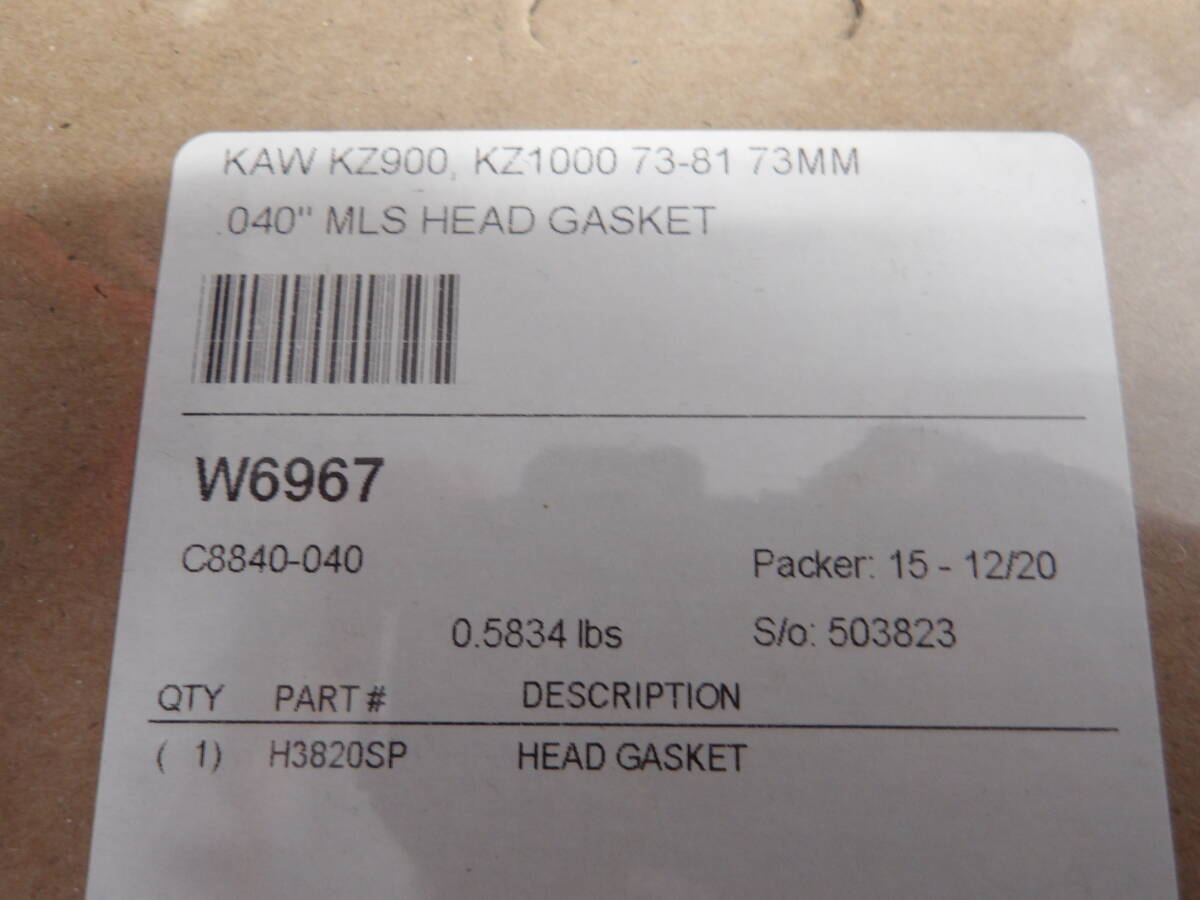 KAW KZ900, KZ1000 73-81 73MM
.040" MLS HEAD GASKET
W6967
C8840-040 Packer: 15 - 12/20
0.5834 lbs S/o: 503823
QTY PART # DESCRIPTION
( 1) H3820SP HEAD GASKET